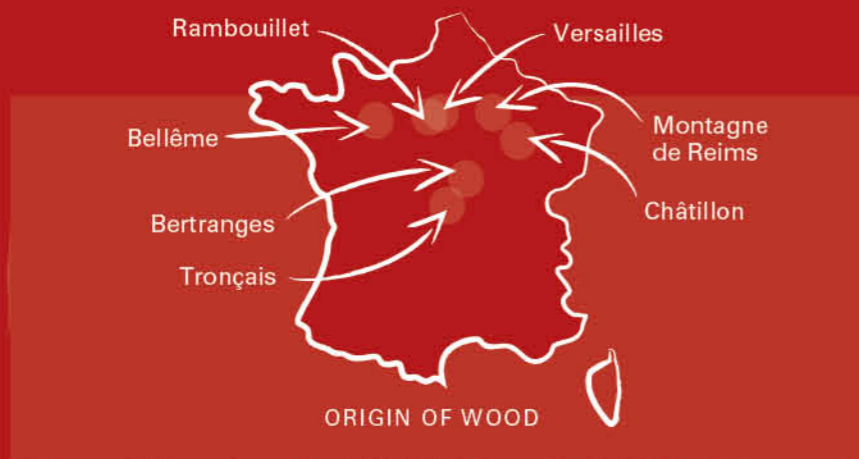 Rambouillet
Versailles
Bellême
Montagne
de Reims
Bertranges
Châtillon
Tronçais
ORIGIN OF WOOD